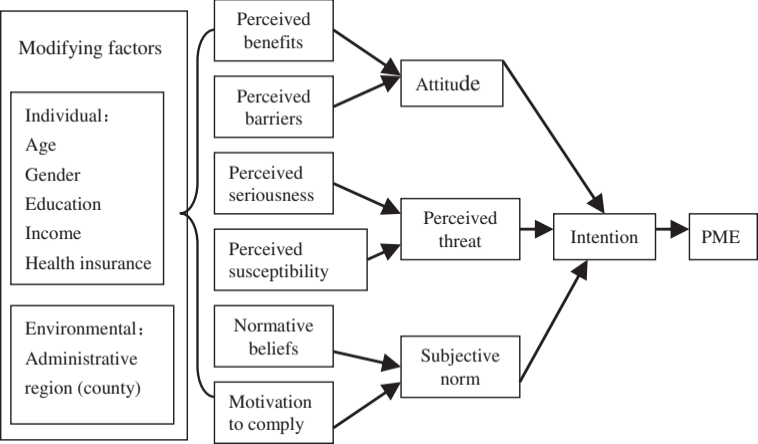 Modifying factors
Individual：
Age
Gender
Education
Income
Health insurance
Environmental：
Administrative
region (county)
Perceived
benefits
Perceived
barriers
Perceived
seriousness
Perceived
susceptibility
Normative
beliefs
Motivation
to comply
Attitude
Perceived
threat
Subjective
norm
Intention
PME